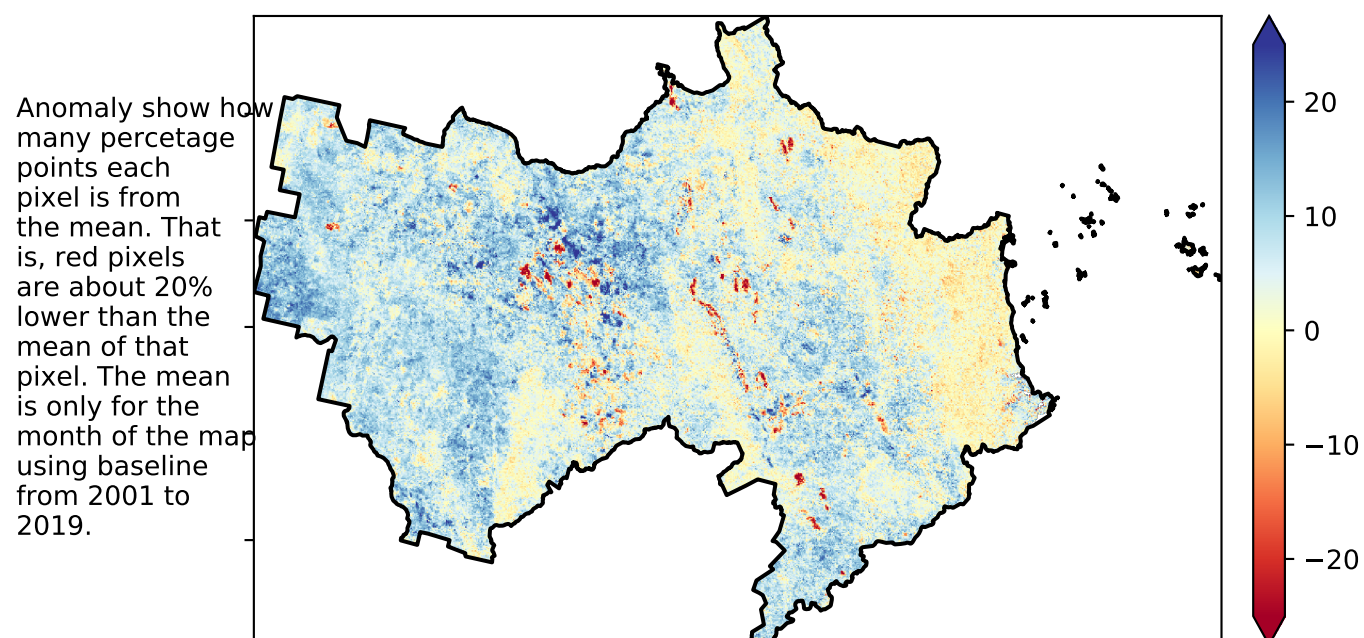 Anomaly show how
many percetage
points each
pixel is from
the mean. That
is, red pixels
are about 20%
lower than the
mean of that
pixel. The mean
is only for the
month of the map
using baseline
from 2001 to
2019.
20
10
0
−10
−20